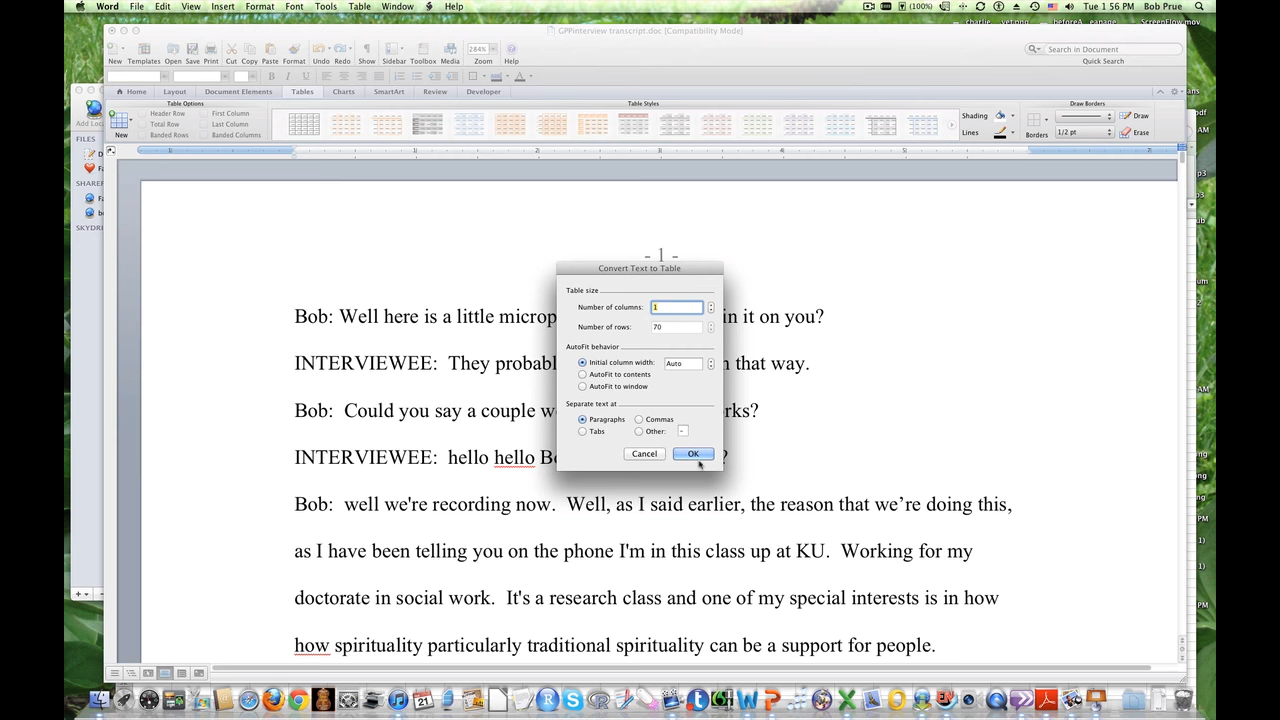 Word File Edit View Insert Format Font Tools Table Window Help
(100%) Tu 1:56 PM Bob Prue
GPPinterview transcript.doc [Compatibility Mode]
284%
Search in Document
New Templates Open Save Print Cut Copy Paste Format Undo Redo Show Sidebar Toolbox Media Zoom Help
Quick Search
Home Layout Document Elements Tables Charts SmartArt Review Developer
Table Options Table Styles Draw Borders
Header Row First Column
Total Row Last Column
Banded Rows Banded Columns
New
Shading
Lines
Borders
Draw
1/2 pt
Erase
FILES
SKYDRI
- 1 -
Convert Text to Table
Table size
Number of columns: 1
Number of rows: 70
AutoFit behavior
Initial column width: Auto
AutoFit to contents
AutoFit to window
Separate text at
Paragraphs Commas
Tabs Other: -
Cancel OK
Bob: Well here is a little microp in it on you?
INTERVIEWEE: They probabl that way.
Bob: Could you say a couple w rks?
INTERVIEWEE: hello hello Bo ?
Bob: well we're recording now. Well, as I said earlier, the reason that we’re doing this,
as I have been telling you on the phone I'm in this class up at KU. Working for my
doctorate in social work. It's a research class and one of my special interests is in how
how spirituality particularly traditional spirituality can be a support for people.